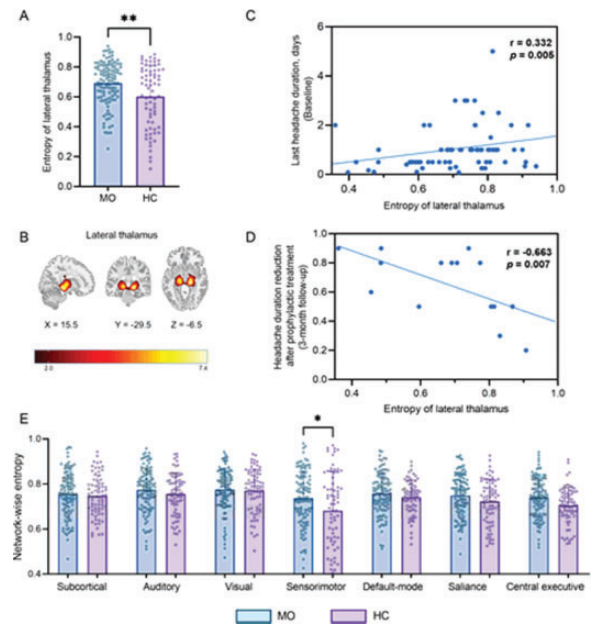 A
**
Entropy of lateral thalamus
1.0
0.8
0.6
0.4
0.2
0.0
MO
HC
B
Lateral thalamus
X = 15.5
Y = -29.5
Z = -6.5
2.0
7.4
C
r = 0.332
p = 0.005
Last headache duration, days
(Baseline)
6
4
2
0
0.4
0.6
0.8
1.0
Entropy of lateral thalamus
D
r = -0.663
p = 0.007
Headache duration reduction
after prophylactic treatment
(3-month follow-up)
1.0
0.8
0.6
0.4
0.2
0.0
0.4
0.6
0.8
1.0
Entropy of lateral thalamus
E
*
Network-wise entropy
1.0
0.8
0.6
0.4
Subcortical
Auditory
Visual
Sensorimotor
Default-mode
Saliance
Central executive
MO
HC